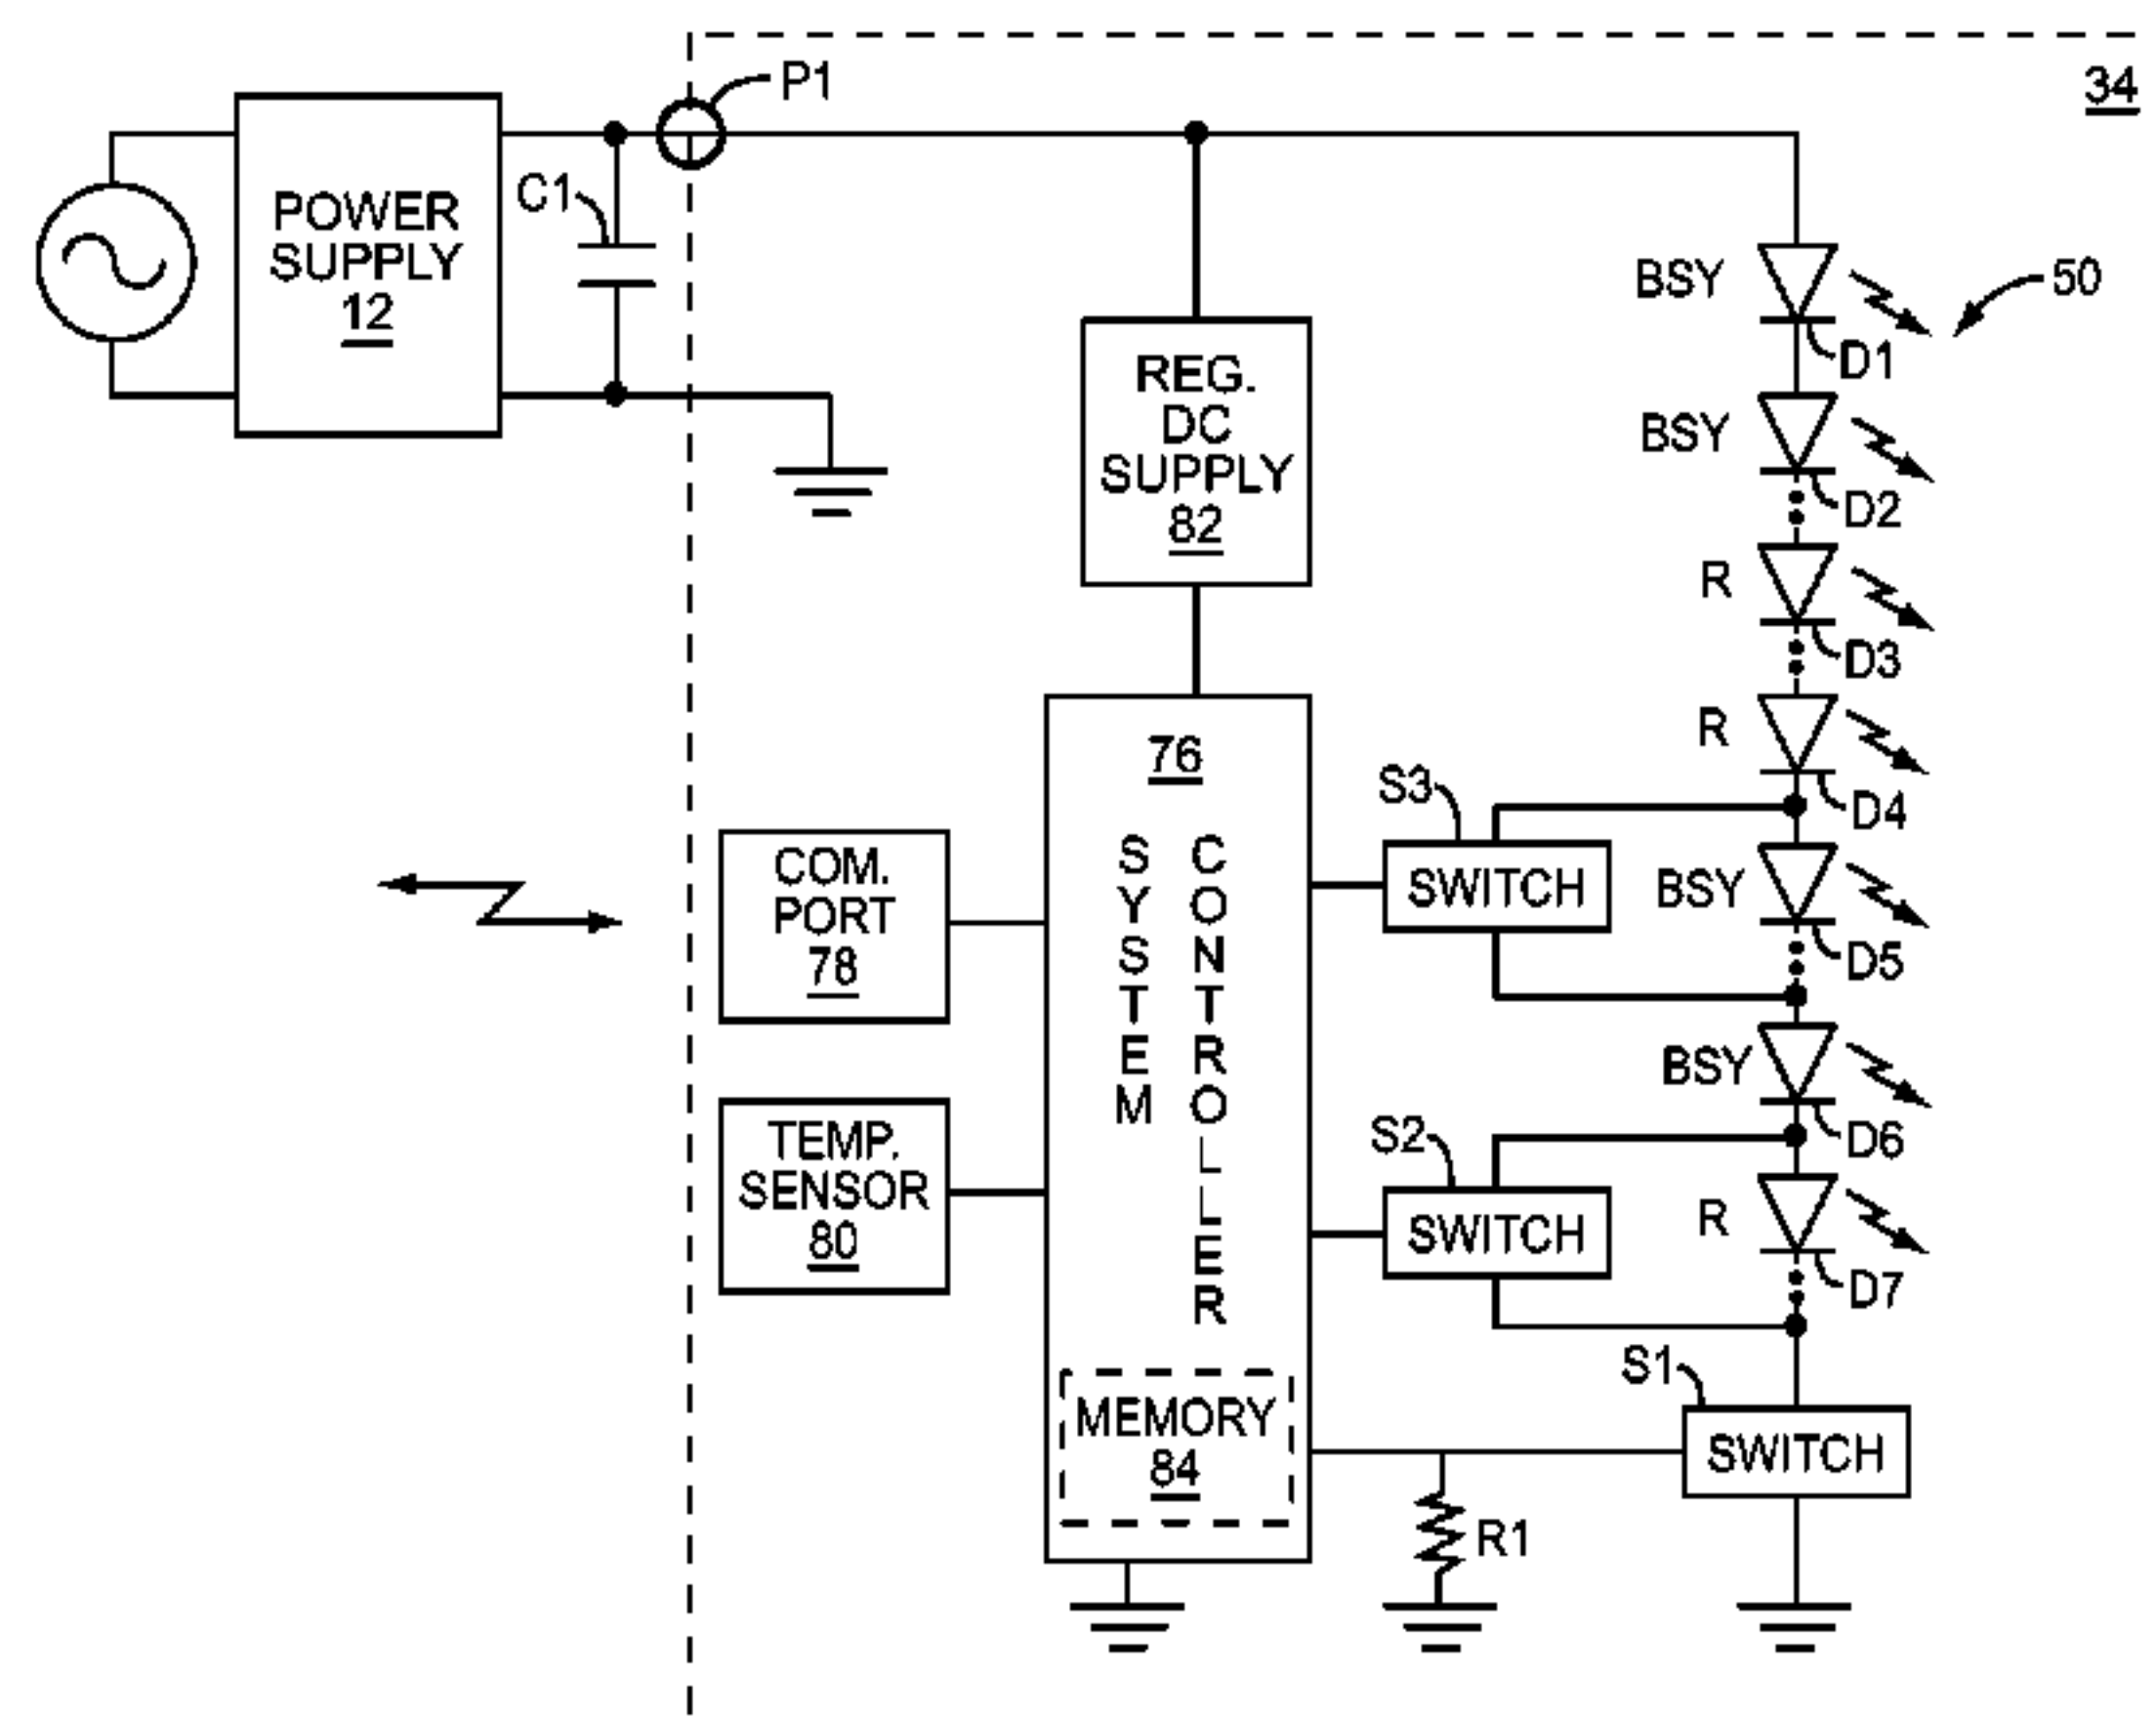 P1
34
POWER
SUPPLY
12
C1
BSY
50
D1
REG.
DC
SUPPLY
82
BSY
D2
R
D3
R
D4
76
SYSTEM
CONTROLLER
S3
SWITCH
BSY
D5
COM.
PORT
78
BSY
D6
TEMP.
SENSOR
80
S2
SWITCH
R
D7
S1
SWITCH
MEMORY
84
R1